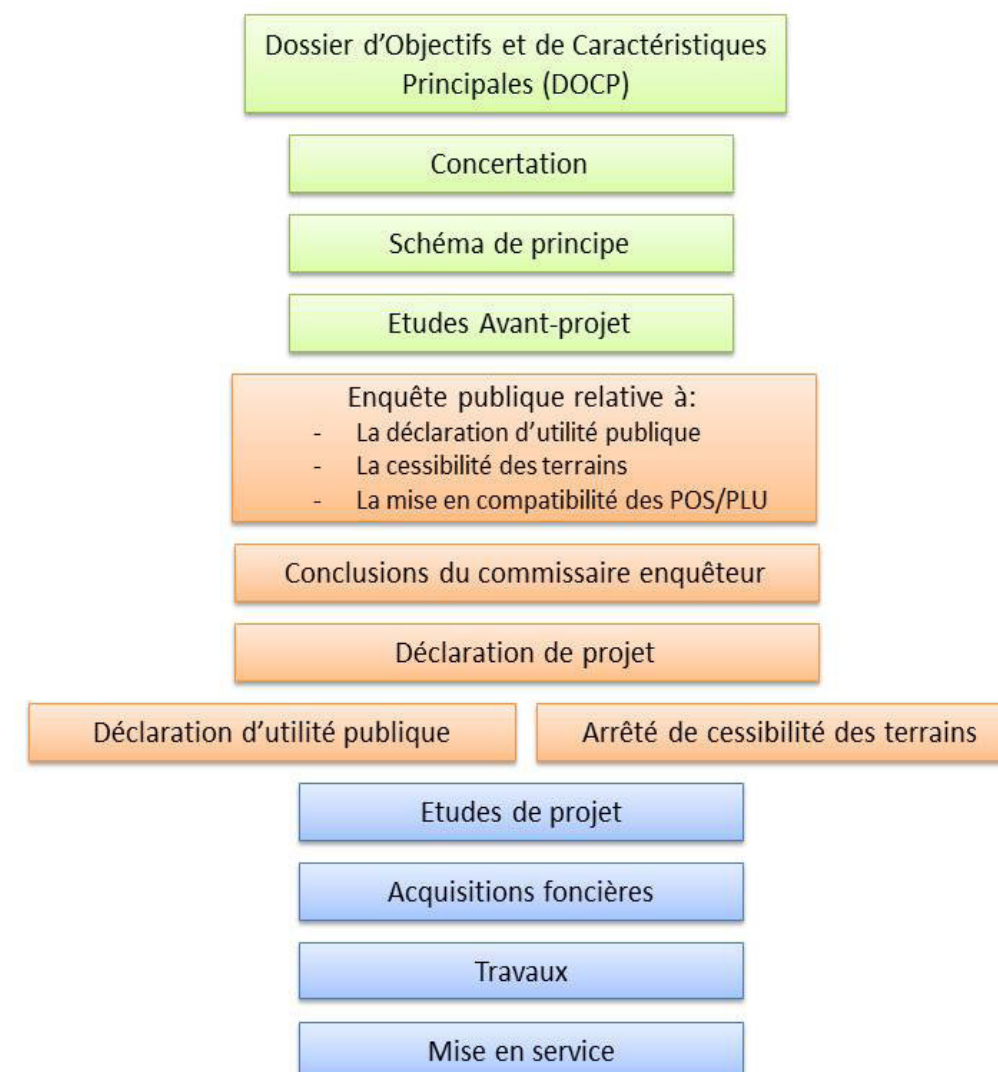 Dossier d'Objectifs et de Caractéristiques
Principales (DOCP)
Concertation
Schéma de principe
Etudes Avant-projet
Enquête publique relative à:
- La déclaration d'utilité publique
- La cessibilité des terrains
- La mise en compatibilité des POS/PLU
Conclusions du commissaire enquêteur
Déclaration de projet
Déclaration d'utilité publique
Arrêté de cessibilité des terrains
Etudes de projet
Acquisitions foncières
Travaux
Mise en service